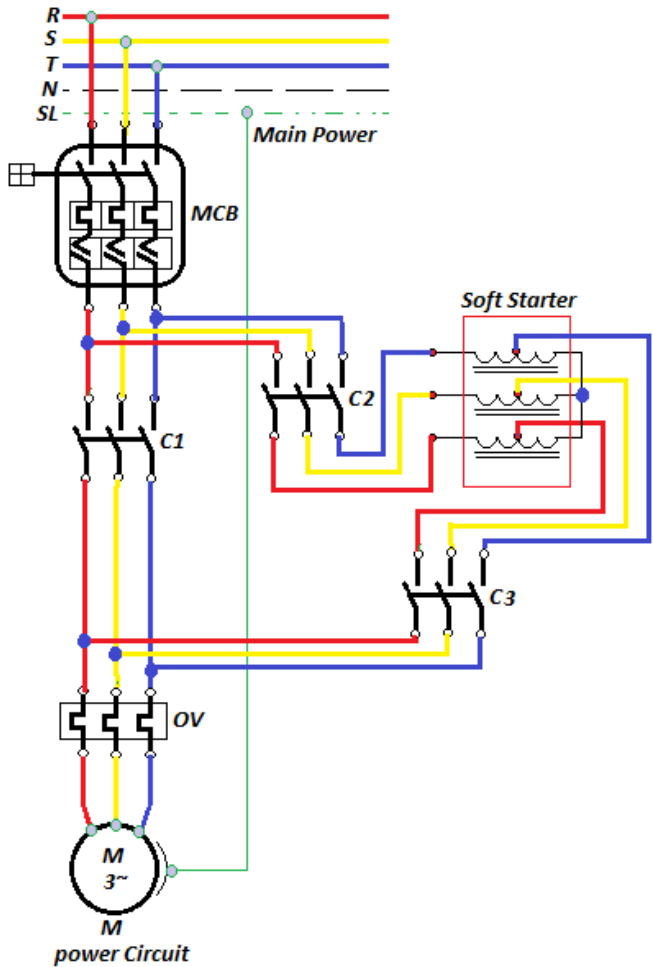 R
S
T
N
SL
Main Power
MCB
Soft Starter
C2
C1
C3
OV
M
3~
M
power Circuit